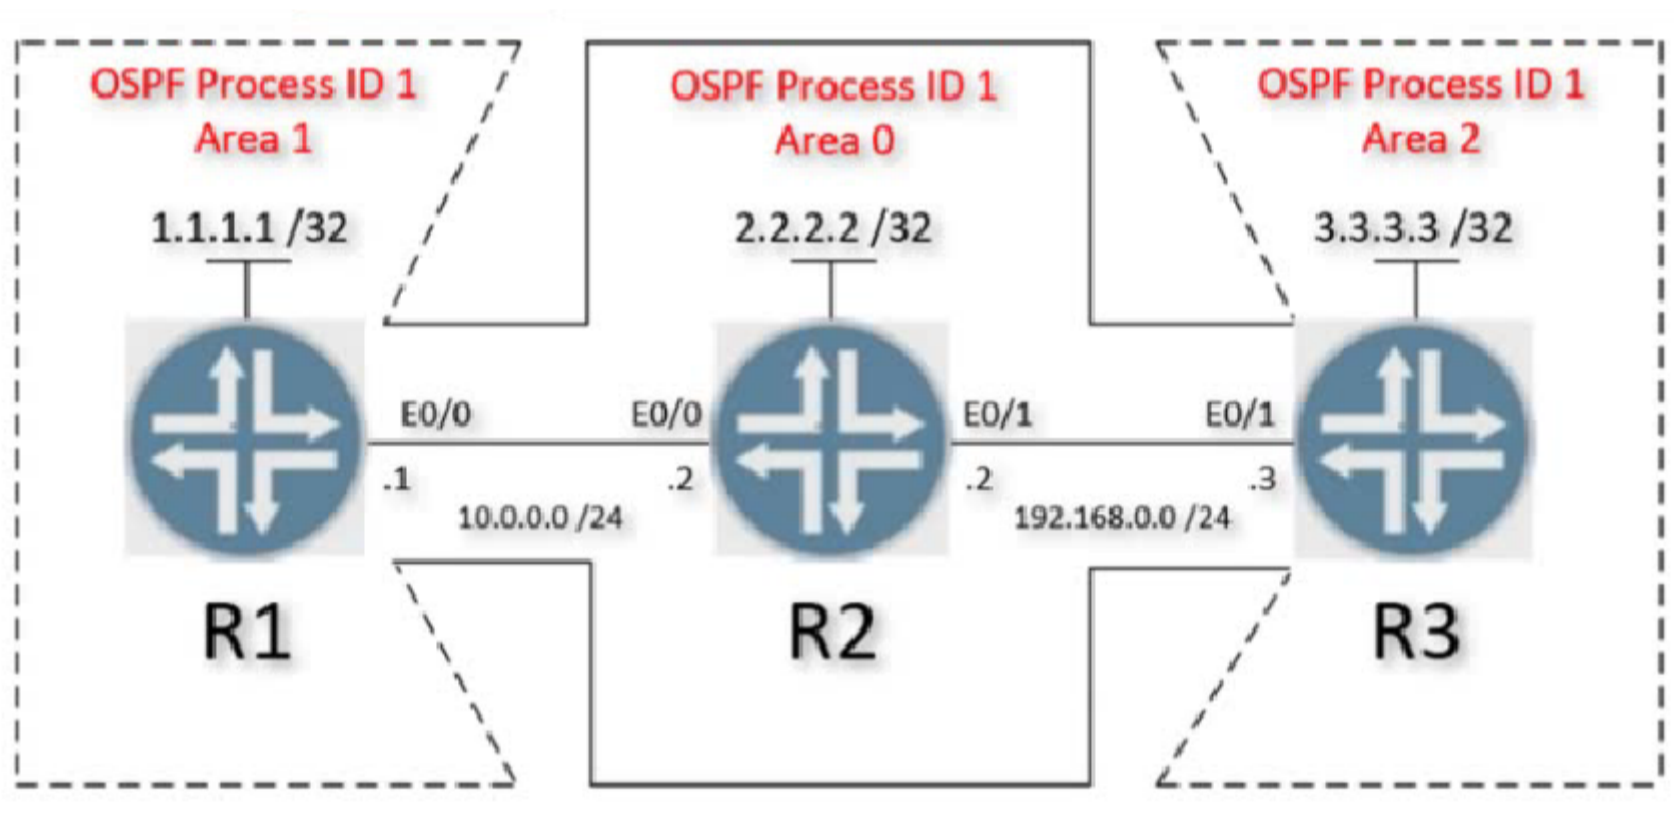 OSPF Process ID 1
Area 1
OSPF Process ID 1
Area 0
OSPF Process ID 1
Area 2
1.1.1.1 /32
2.2.2.2 /32
3.3.3.3 /32
E0/0
E0/0
E0/1
E0/1
.1
.2
.2
.3
10.0.0.0 /24
192.168.0.0 /24
R1
R2
R3